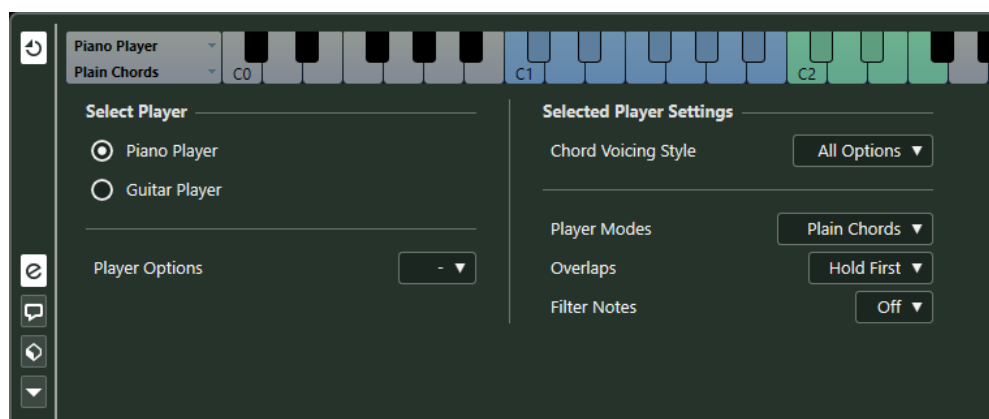 Piano Player
Plain Chords
C0
C1
C2
Select Player
Piano Player
Guitar Player
Player Options
-
Selected Player Settings
Chord Voicing Style
All Options
Player Modes
Plain Chords
Overlaps
Hold First
Filter Notes
Off